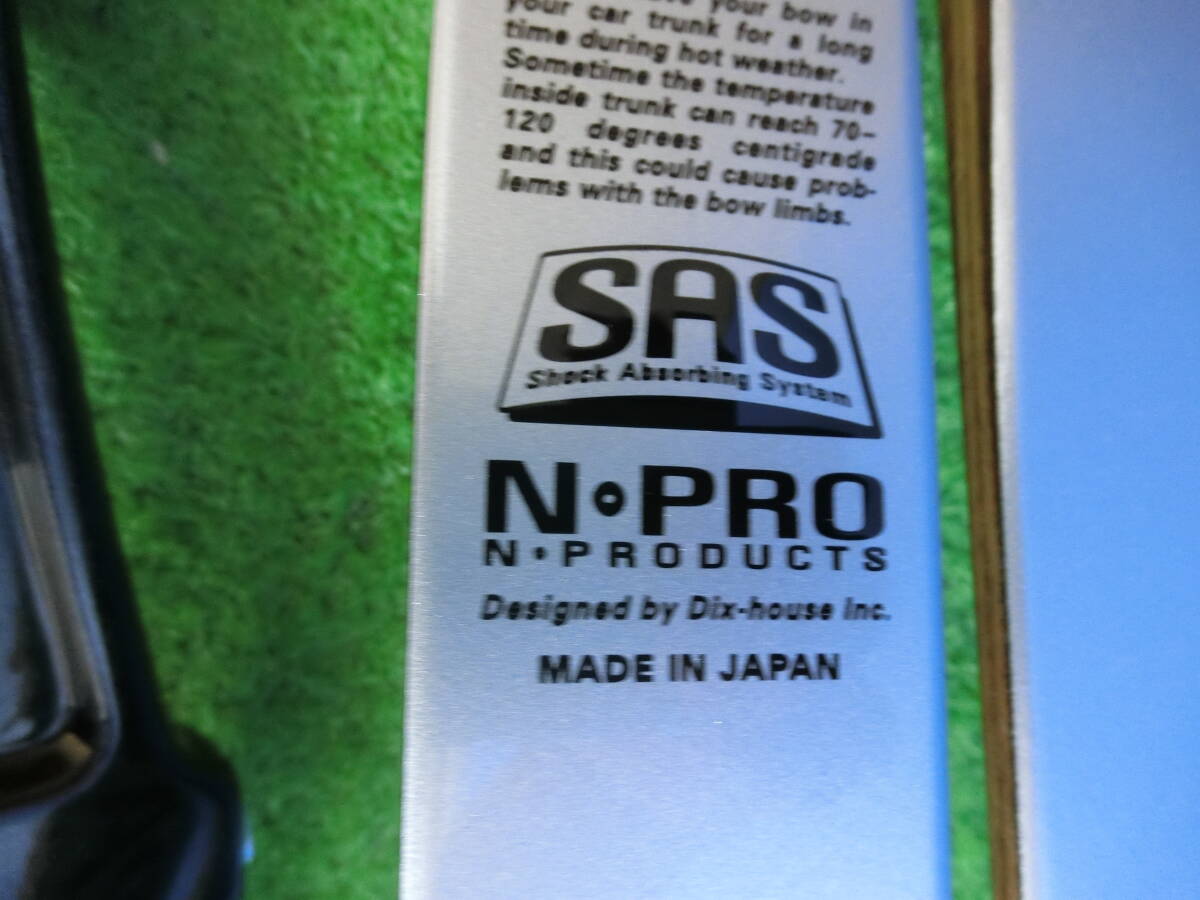 your bow in
your car trunk for a long
time during hot weather.
Sometime the temperature
inside trunk can reach 70-
120 degrees centigrade
and this could cause prob-
lems with the bow limbs.
SAS
Shock Absorbing System
N•PRO
N•PRODUCTS
Designed by Dix-house Inc.
MADE IN JAPAN